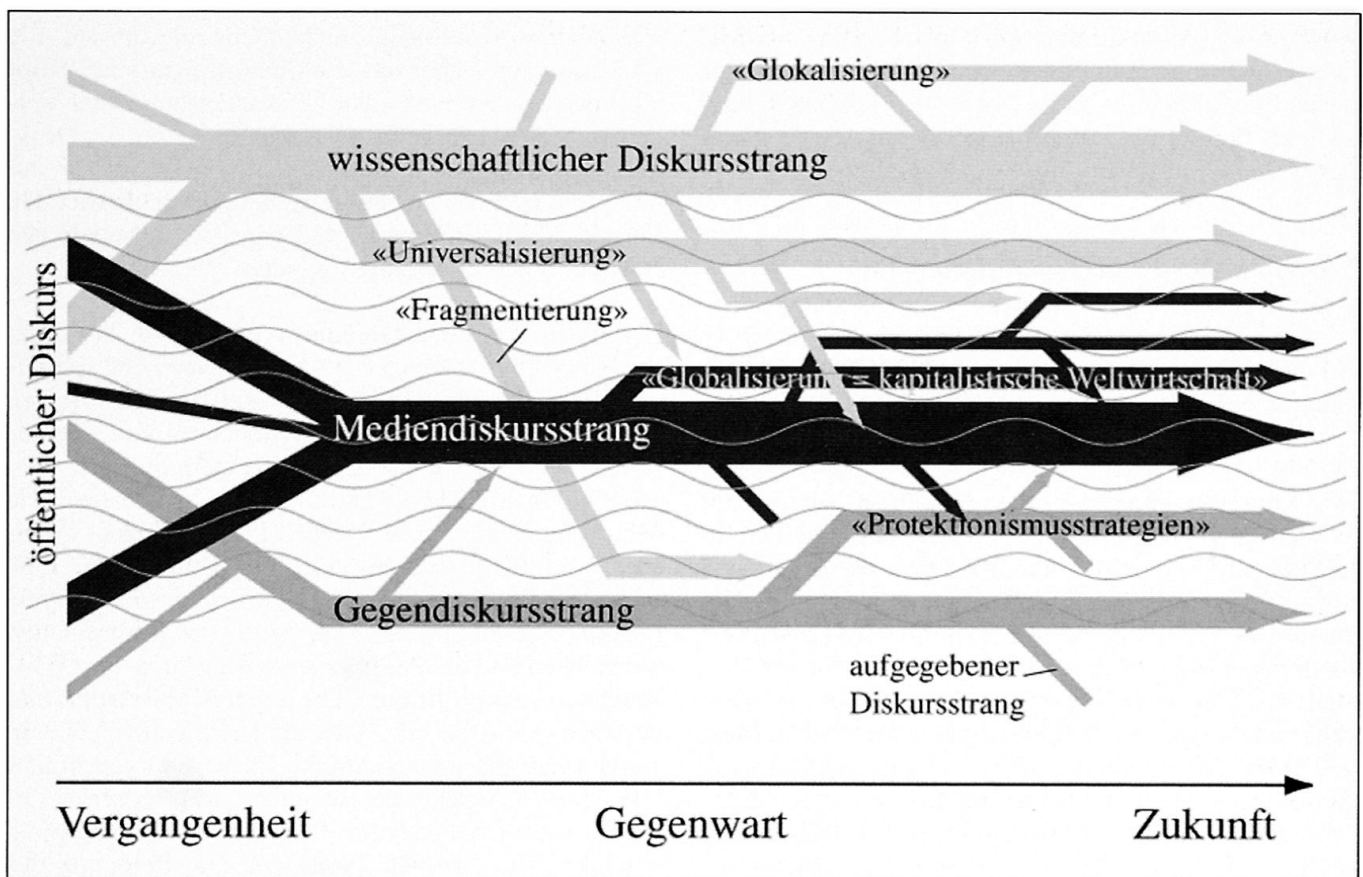 «Glokalisierung»
wissenschaftlicher Diskursstrang
«Universalisierung»
«Fragmentierung»
öffentlicher Diskurs
«Globalisierung = kapitalistische Weltwirtschaft»
Mediendiskursstrang
«Protektionismusstrategien»
Gegendiskursstrang
aufgegebener
Diskursstrang
Vergangenheit
Gegenwart
Zukunft